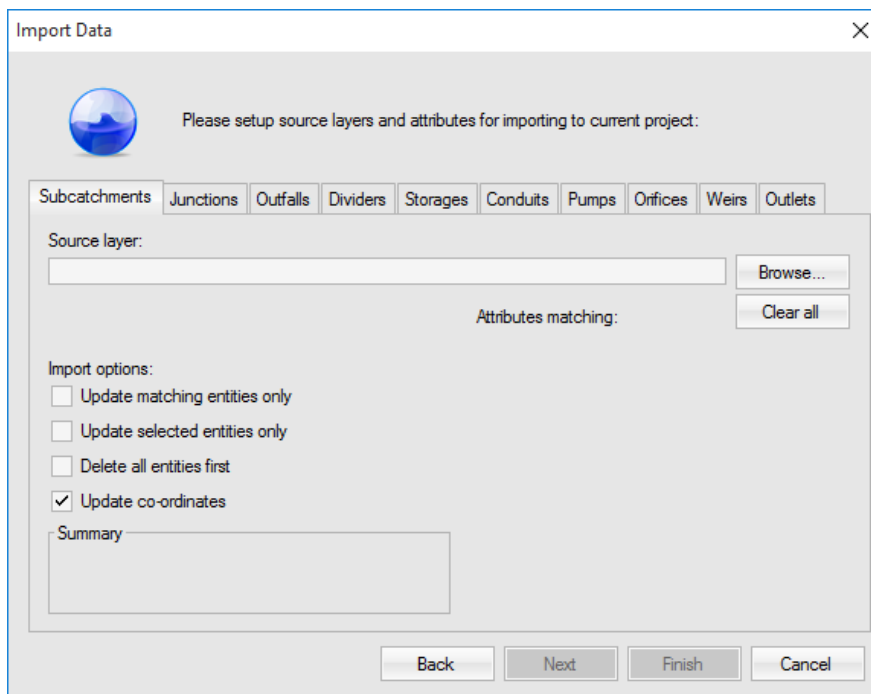 Import Data
Please setup source layers and attributes for importing to current project:
Subcatchments Junctions Outfalls Dividers Storages Conduits Pumps Orifices Weirs Outlets
Source layer:
Browse...
Attributes matching:
Clear all
Import options:
Update matching entities only
Update selected entities only
Delete all entities first
Update co-ordinates
Summary
Back Next Finish Cancel